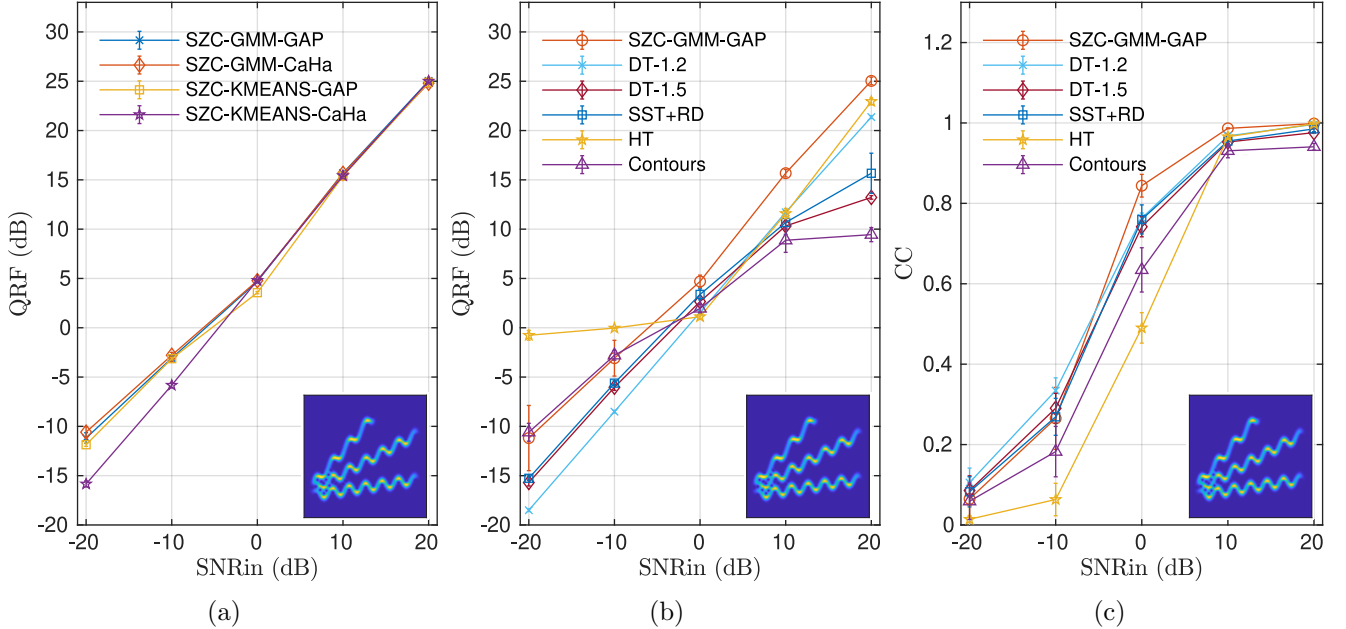 30
25
20
15
10
5
0
-5
-10
-15
-20
QRF (dB)
SZC-GMM-GAP
SZC-GMM-CaHa
SZC-KMEANS-GAP
SZC-KMEANS-CaHa
-20 -10 0 10 20
SNRin (dB)
(a)
30
25
20
15
10
5
0
-5
-10
-15
-20
QRF (dB)
SZC-GMM-GAP
DT-1.2
DT-1.5
SST+RD
HT
Contours
-20 -10 0 10 20
SNRin (dB)
(b)
1.2
1
0.8
0.6
0.4
0.2
0
CC
SZC-GMM-GAP
DT-1.2
DT-1.5
SST+RD
HT
Contours
-20 -10 0 10 20
SNRin (dB)
(c)